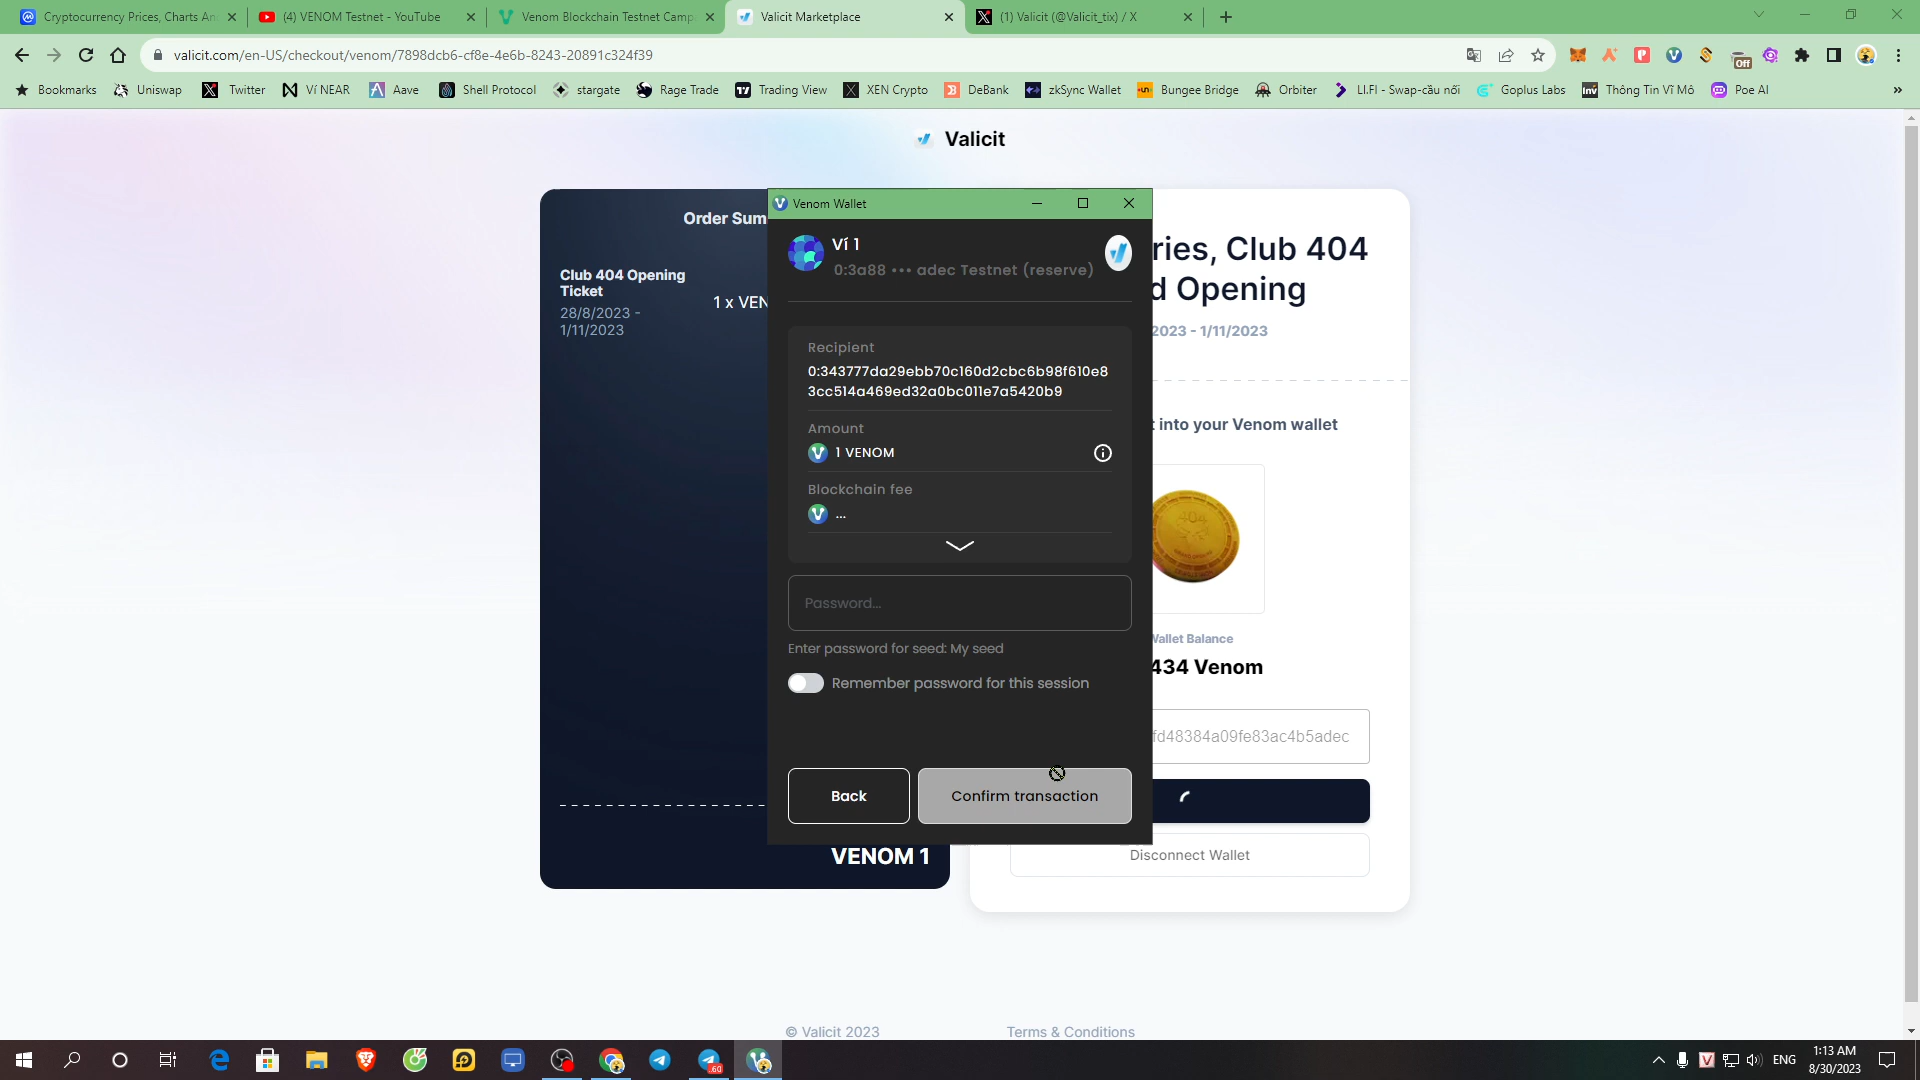 Cryptocurrency Prices, Charts An
(4) VENOM Testnet - YouTube
Venom Blockchain Testnet Camp
Valicit Marketplace
(1) Valicit (@Valicit_tix) / X
valicit.com/en-US/checkout/venom/7898dcb6-cf8e-4e6b-8243-20891c324f39
Off
Bookmarks
Uniswap
Twitter
Ví NEAR
Aave
Shell Protocol
stargate
Rage Trade
Trading View
XEN Crypto
DeBank
zkSync Wallet
Bungee Bridge
Orbiter
LI.FI - Swap-cầu nối
Goplus Labs
Thông Tin Vĩ Mô
Poe AI
Valicit
Order Sum
Club 404 Opening
Ticket
28/8/2023 -
1/11/2023
1 x VEN
VENOM 1
Venom Wallet
Ví 1
0:3a88 ••• adec Testnet (reserve)
Recipient
0:343777da29ebb70c160d2cbc6b98f610e8
3cc514a469ed32a0bc011e7a5420b9
Amount
1 VENOM
Blockchain fee
...
Password...
Enter password for seed: My seed
Remember password for this session
Back
Confirm transaction
ries, Club 404
d Opening
2023 - 1/11/2023
t into your Venom wallet
404
Wallet Balance
434 Venom
fd48384a09fe83ac4b5adec
Disconnect Wallet
© Valicit 2023
Terms & Conditions
.60
ENG
1:13 AM
8/30/2023